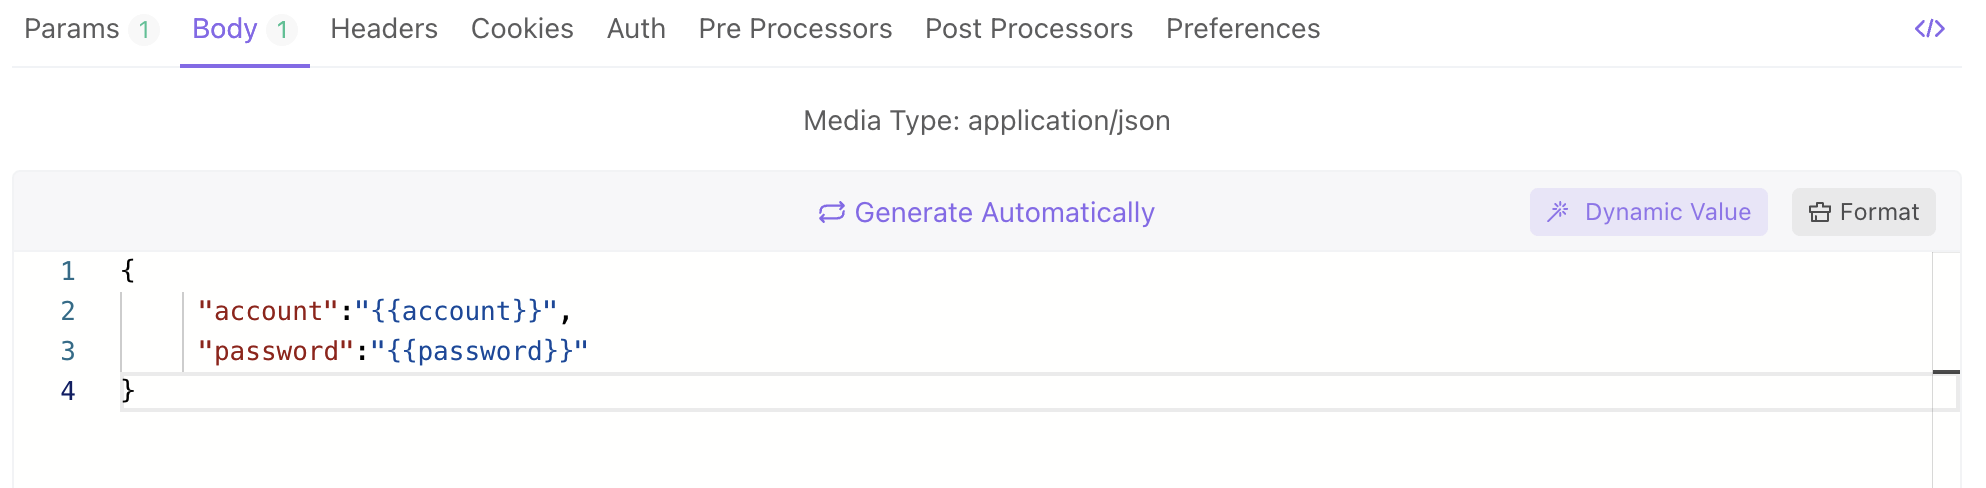 Params 1 Body 1 Headers Cookies Auth Pre Processors Post Processors Preferences </>
Media Type: application/json
Generate Automatically Dynamic Value Format
1 {
2 "account":"{{account}}",
3 "password":"{{password}}"
4 }